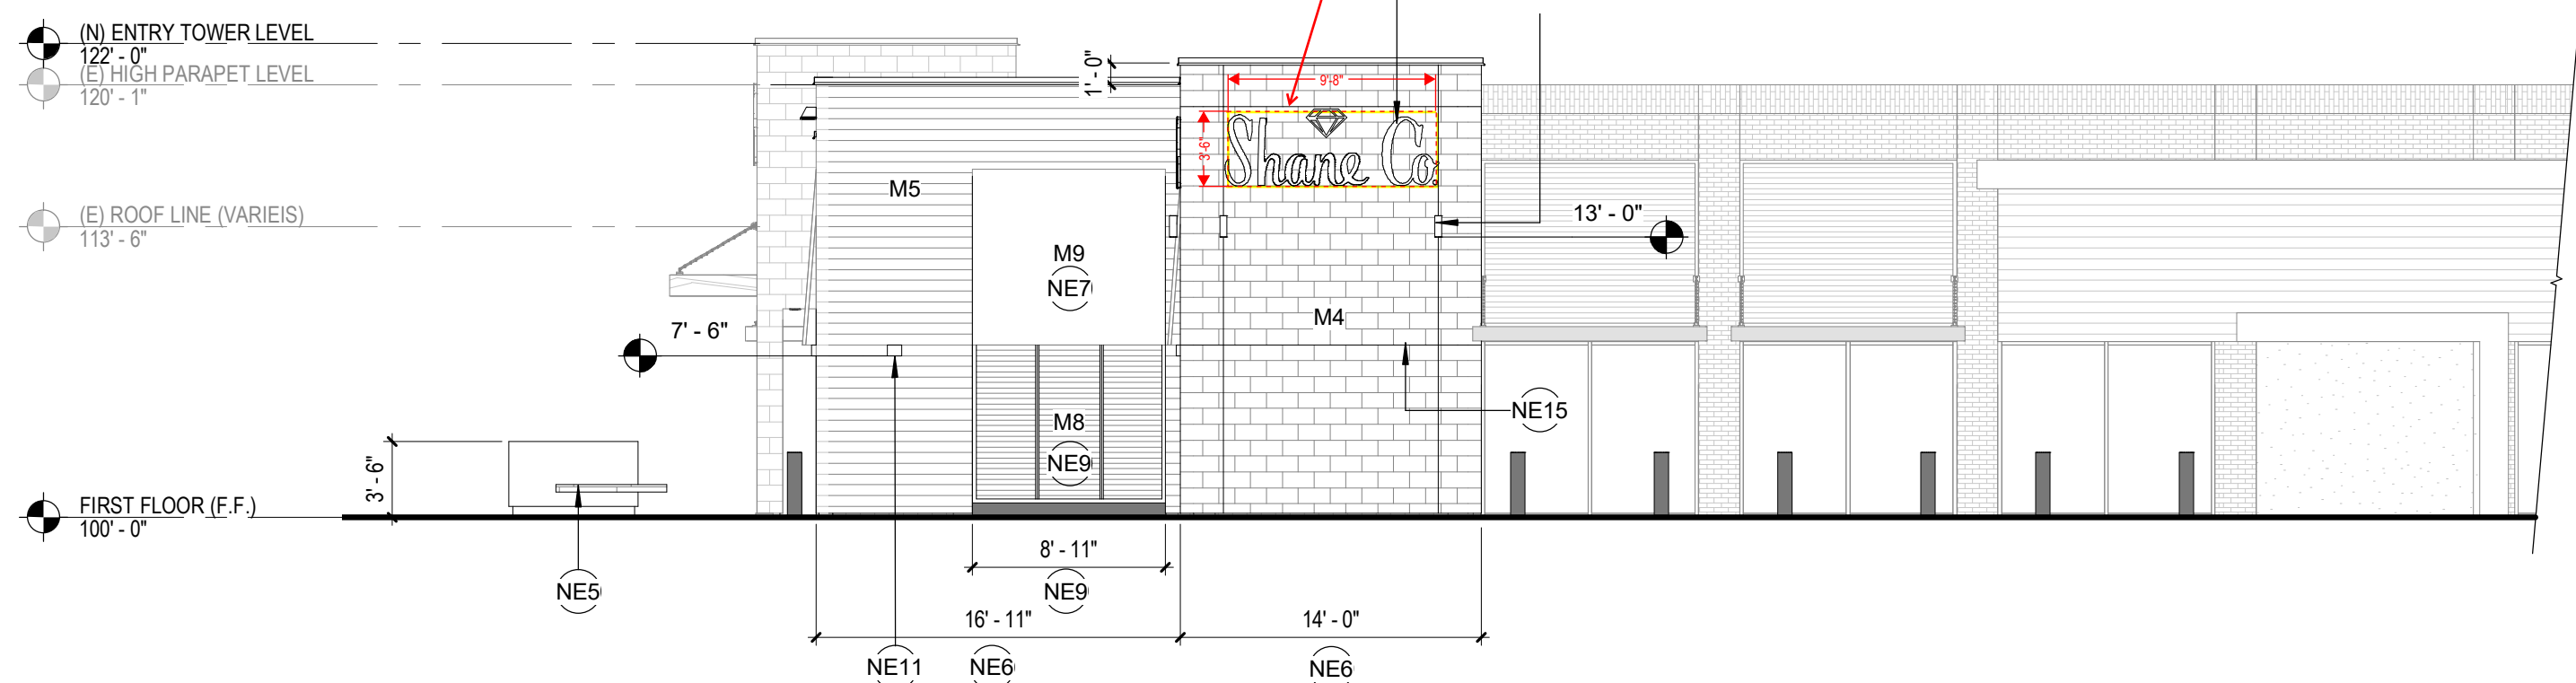 (N) ENTRY TOWER LEVEL
122' - 0"
(E) HIGH PARAPET LEVEL
120' - 1"
(E) ROOF LINE (VARIEIS)
113' - 6"
FIRST FLOOR (F.F.)
100' - 0"
1' - 0"
9'-8"
3'-6"
Shane Co.
M5
M9
NE7
13' - 0"
M4
7' - 6"
M8
NE9
NE15
3' - 6"
NE5
8' - 11"
NE9
16' - 11"
14' - 0"
NE11
NE6
NE6